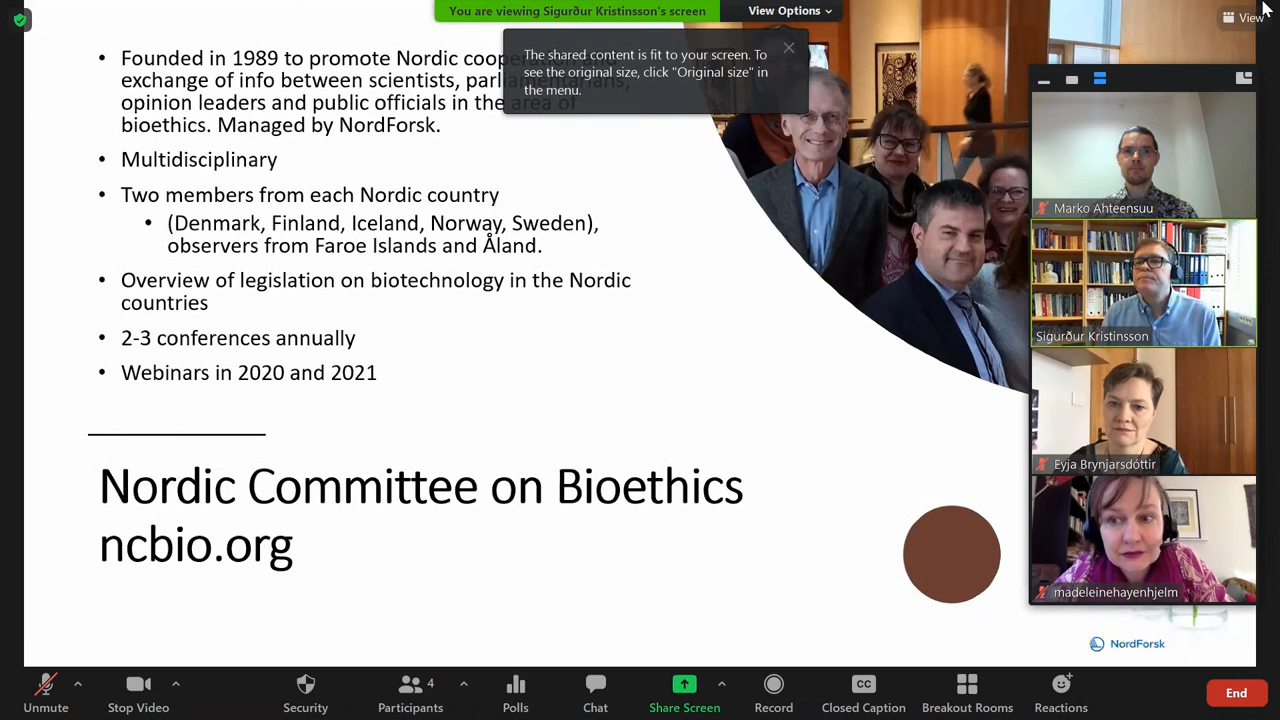 You are viewing Sigurður Kristinsson's screen
View Options
View
The shared content is fit to your screen. To
see the original size, click "Original size" in
the menu.
• Founded in 1989 to promote Nordic
exchange of info between scientists, parliamentarians,
opinion leaders and public officials in the area of
bioethics. Managed by NordForsk.
• Multidisciplinary
• Two members from each Nordic country
• (Denmark, Finland, Iceland, Norway, Sweden),
observers from Faroe Islands and Åland.
• Overview of legislation on biotechnology in the Nordic
countries
• 2-3 conferences annually
• Webinars in 2020 and 2021
Nordic Committee on Bioethics
ncbio.org
Marko Ahteensuu
Sigurður Kristinsson
Eyja Brynjarsdóttir
madeleinehayenhjelm
NordForsk
Unmute
Stop Video
Security
4
Participants
Polls
Chat
Share Screen
Record
CC
Closed Caption
Breakout Rooms
Reactions
End